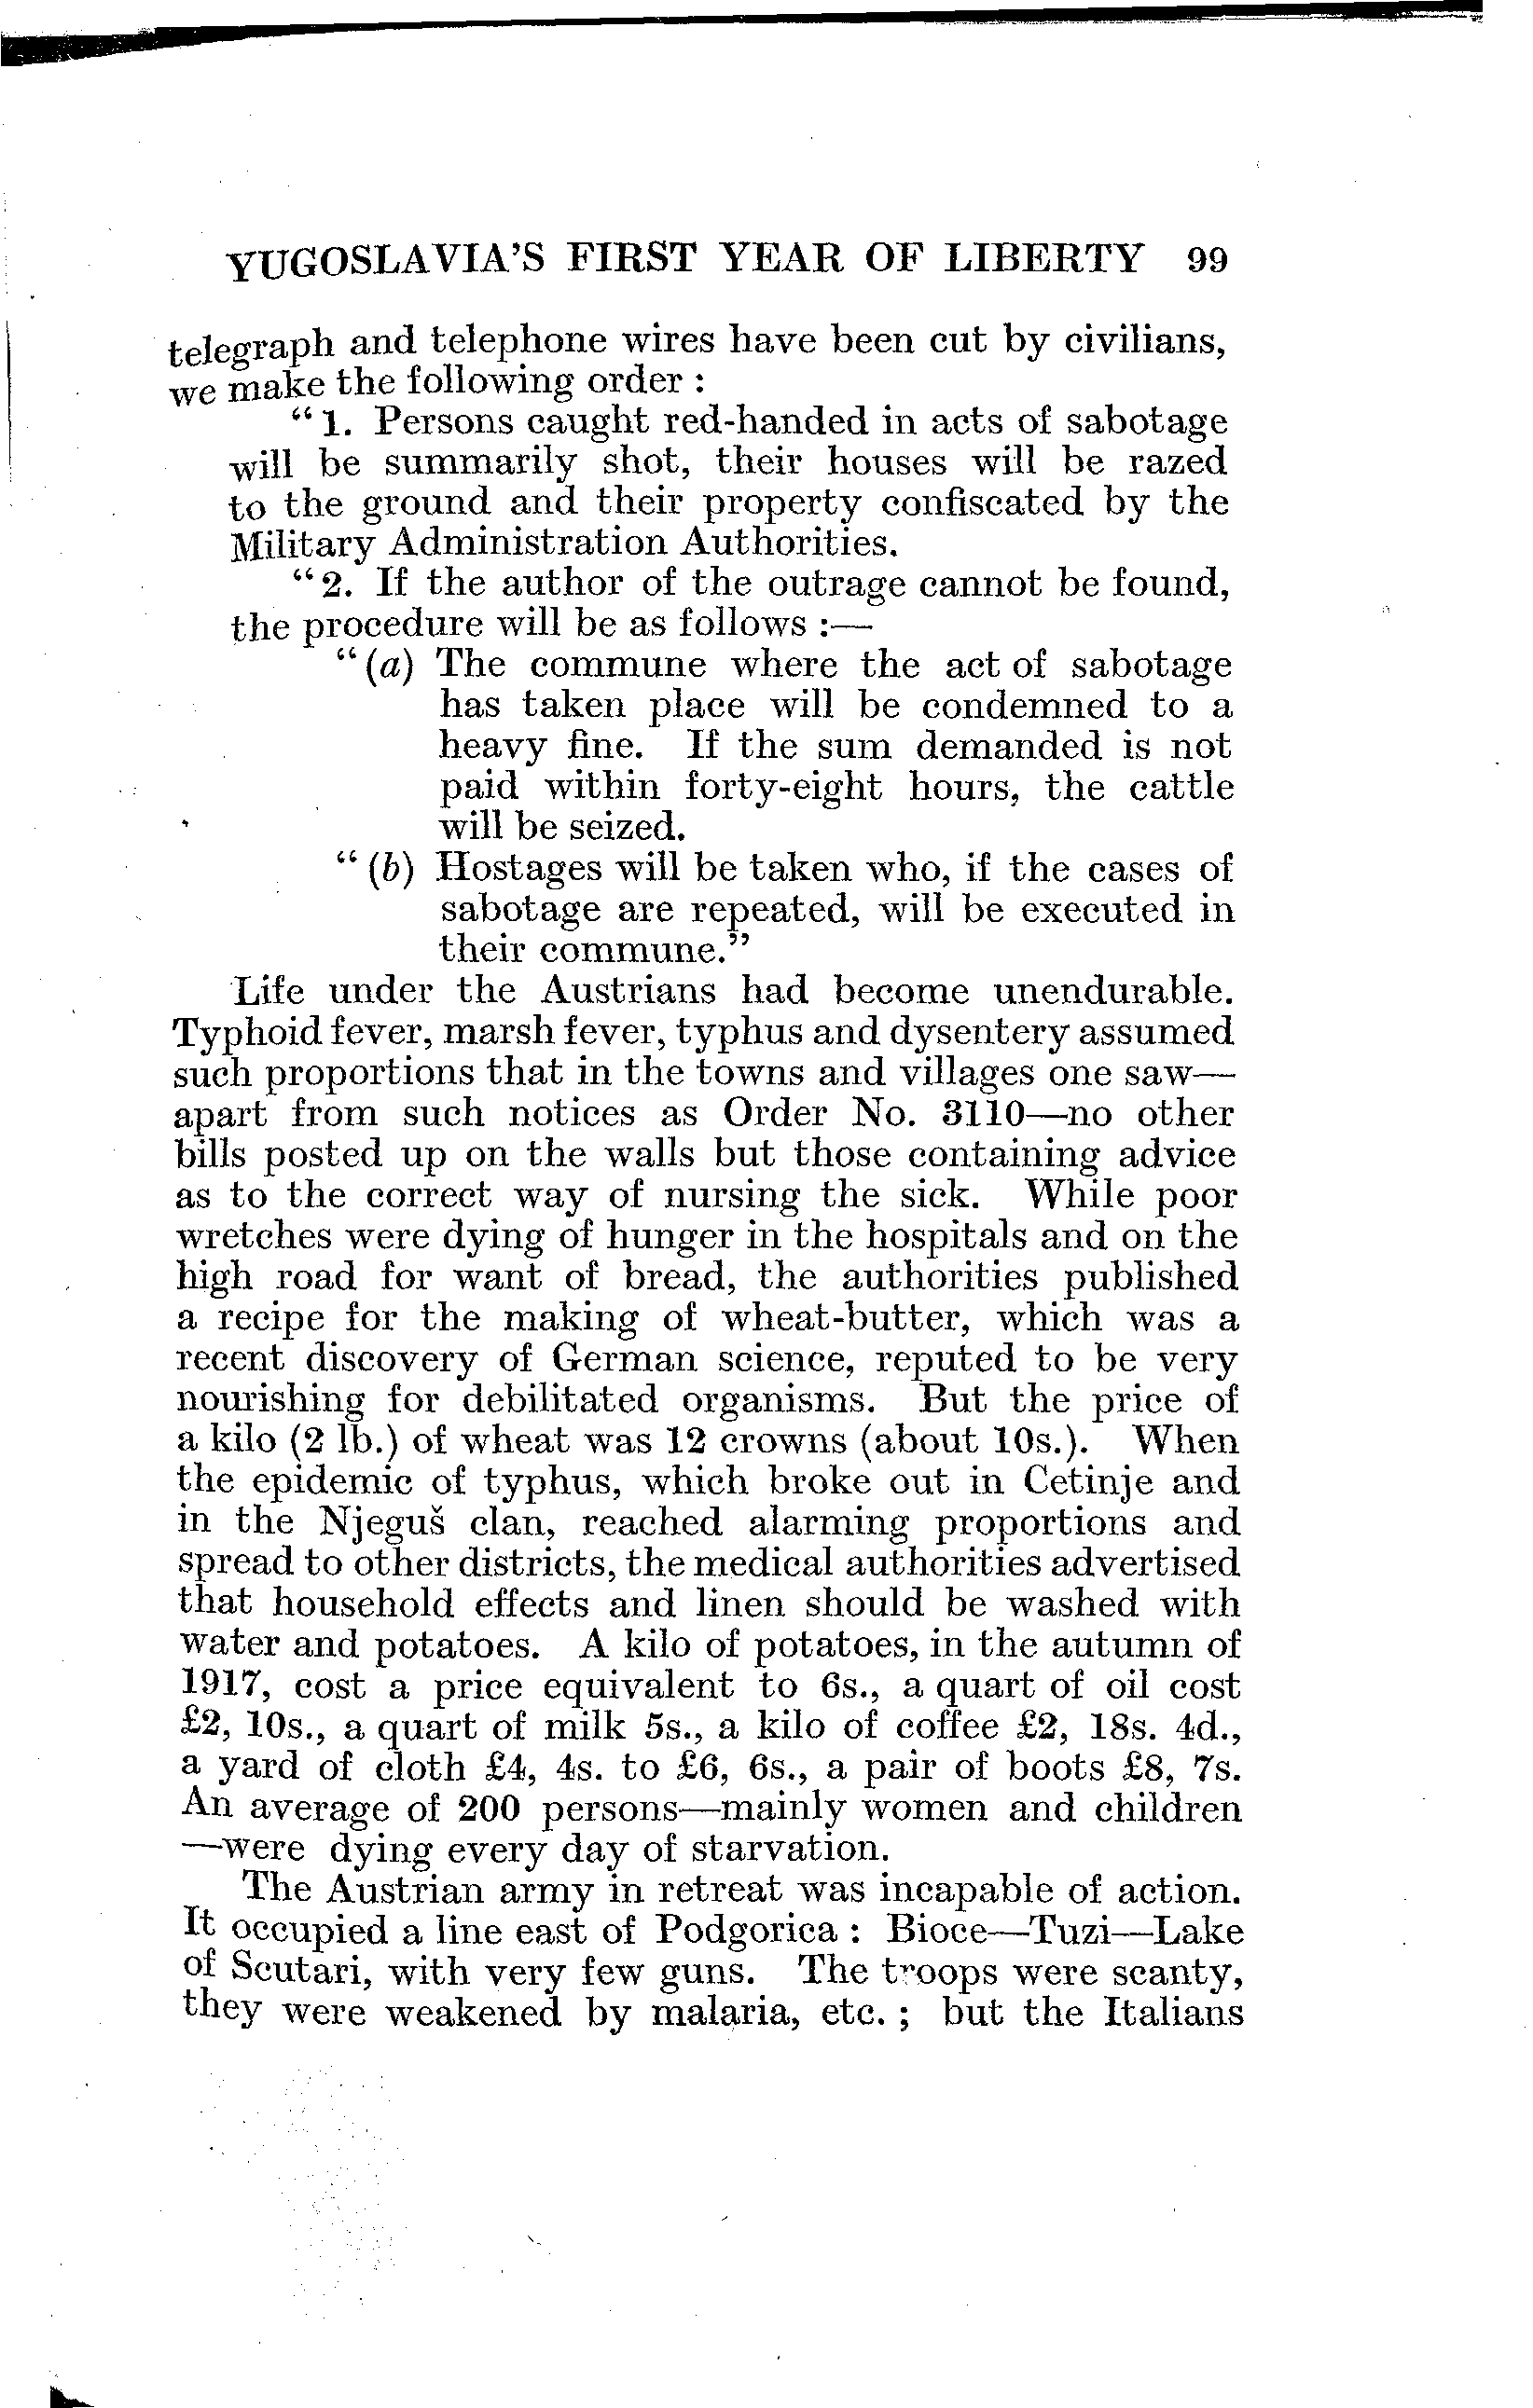 YUGOSLAVIA'S FIRST YEAR OF LIBERTY 99
telegraph and telephone wires have been cut by civilians,
we make the following order :
“ 1. Persons caught red-handed in acts of sabotage
will be summarily shot, their houses will be razed
to the ground and their property confiscated by the
Military Administration Authorities.
“ 2. If the author of the outrage cannot be found,
the procedure will be as follows :—
“ (a) The commune where the act of sabotage
has taken place will be condemned to a
heavy fine. If the sum demanded is not
paid within forty-eight hours, the cattle
will be seized.
“ (b) Hostages will be taken who, if the cases of
sabotage are repeated, will be executed in
their commune.”
Life under the Austrians had become unendurable.
Typhoid fever, marsh fever, typhus and dysentery assumed
such proportions that in the towns and villages one saw—
apart from such notices as Order No. 3110—no other
bills posted up on the walls but those containing advice
as to the correct way of nursing the sick. While poor
wretches were dying of hunger in the hospitals and on the
high road for want of bread, the authorities published
a recipe for the making of wheat-butter, which was a
recent discovery of German science, reputed to be very
nourishing for debilitated organisms. But the price of
a kilo (2 lb.) of wheat was 12 crowns (about 10s.). When
the epidemic of typhus, which broke out in Cetinje and
in the Njeguš clan, reached alarming proportions and
spread to other districts, the medical authorities advertised
that household effects and linen should be washed with
water and potatoes. A kilo of potatoes, in the autumn of
1917, cost a price equivalent to 6s., a quart of oil cost
£2, 10s., a quart of milk 5s., a kilo of coffee £2, 18s. 4d.,
a yard of cloth £4, 4s. to £6, 6s., a pair of boots £8, 7s.
An average of 200 persons—mainly women and children
—were dying every day of starvation.
The Austrian army in retreat was incapable of action.
It occupied a line east of Podgorica : Bioce—Tuzi—Lake
of Scutari, with very few guns. The troops were scanty,
they were weakened by malaria, etc. ; but the Italians